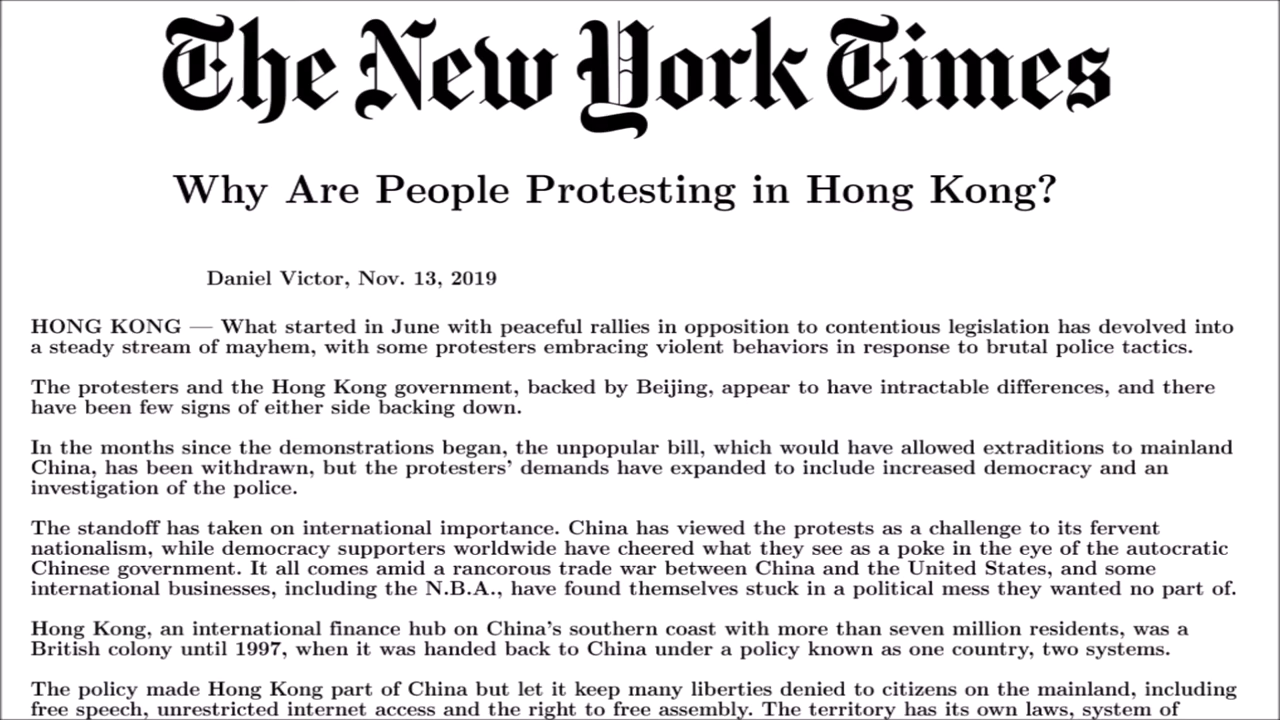 The New York Times
Why Are People Protesting in Hong Kong?
Daniel Victor, Nov. 13, 2019
HONG KONG — What started in June with peaceful rallies in opposition to contentious legislation has devolved into
a steady stream of mayhem, with some protesters embracing violent behaviors in response to brutal police tactics.
The protesters and the Hong Kong government, backed by Beijing, appear to have intractable differences, and there
have been few signs of either side backing down.
In the months since the demonstrations began, the unpopular bill, which would have allowed extraditions to mainland
China, has been withdrawn, but the protesters' demands have expanded to include increased democracy and an
investigation of the police.
The standoff has taken on international importance. China has viewed the protests as a challenge to its fervent
nationalism, while democracy supporters worldwide have cheered what they see as a poke in the eye of the autocratic
Chinese government. It all comes amid a rancorous trade war between China and the United States, and some
international businesses, including the N.B.A., have found themselves stuck in a political mess they wanted no part of.
Hong Kong, an international finance hub on China's southern coast with more than seven million residents, was a
British colony until 1997, when it was handed back to China under a policy known as one country, two systems.
The policy made Hong Kong part of China but let it keep many liberties denied to citizens on the mainland, including
free speech, unrestricted internet access and the right to free assembly. The territory has its own laws, system of